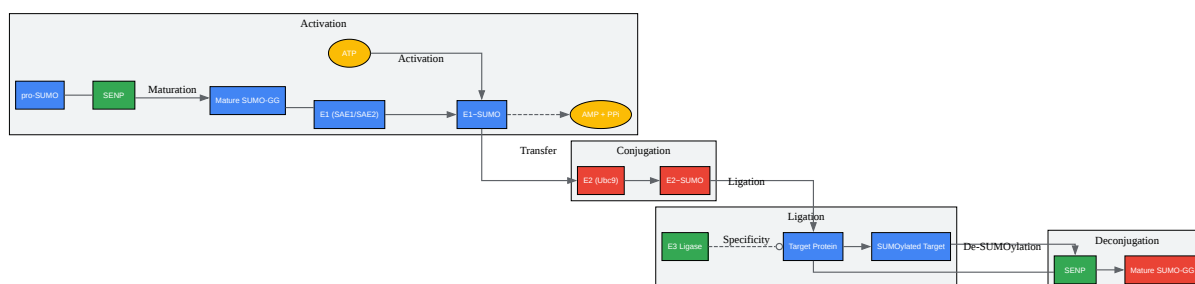 Activation
ATP
Activation
pro-SUMO
SENP
Maturation
Mature SUMO-GG
E1 (SAE1/SAE2)
E1~SUMO
AMP + PPi
Transfer
Conjugation
E2 (Ubc9)
E2~SUMO
Ligation
Ligation
E3 Ligase
Specificity
Target Protein
SUMOylated Target
De-SUMOylation
Deconjugation
SENP
Mature SUMO-GG